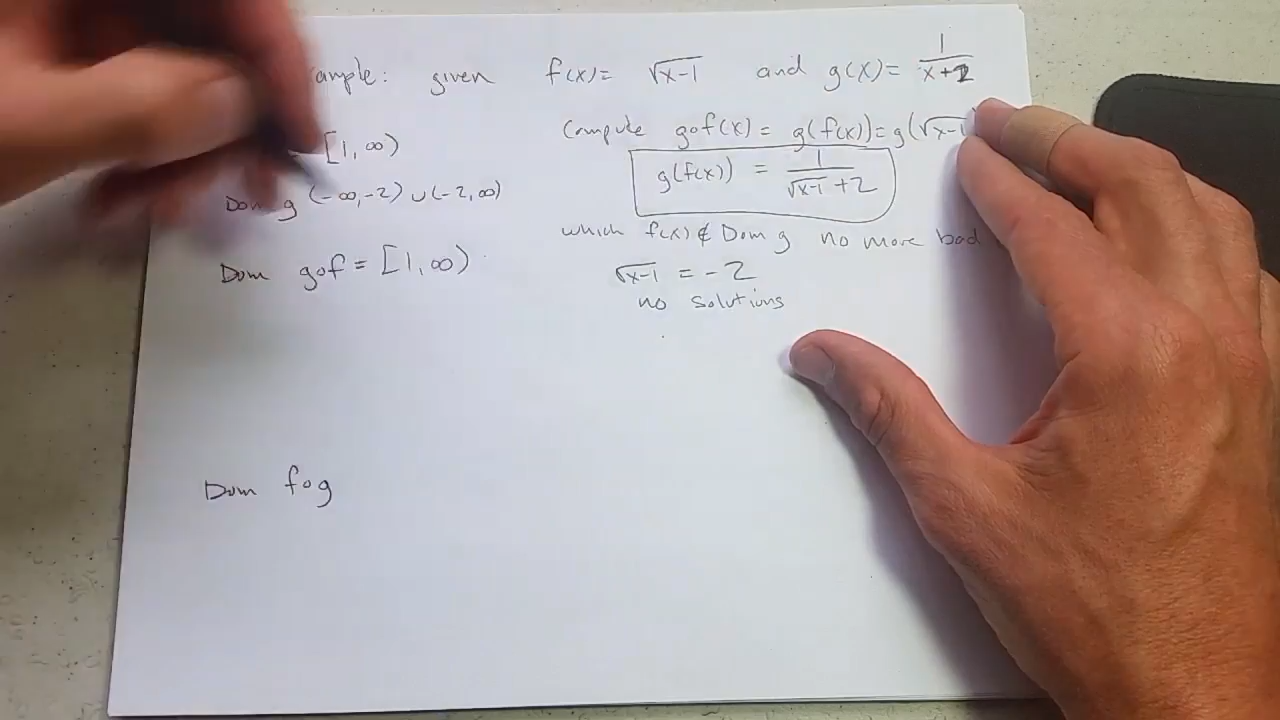 given f(x) = √x-1 and g(x) = 1/(x+2)
[1, ∞) Compute g∘f(x) = g(f(x)) = g(√x-1
Dom g (-∞, -2) ∪ (-2, ∞) g(f(x)) = 1/(√x-1 + 2)
which f(x) ∉ Dom g no more bad
Dom g∘f = [1, ∞) √x-1 = -2
no solutions
Dom f∘g